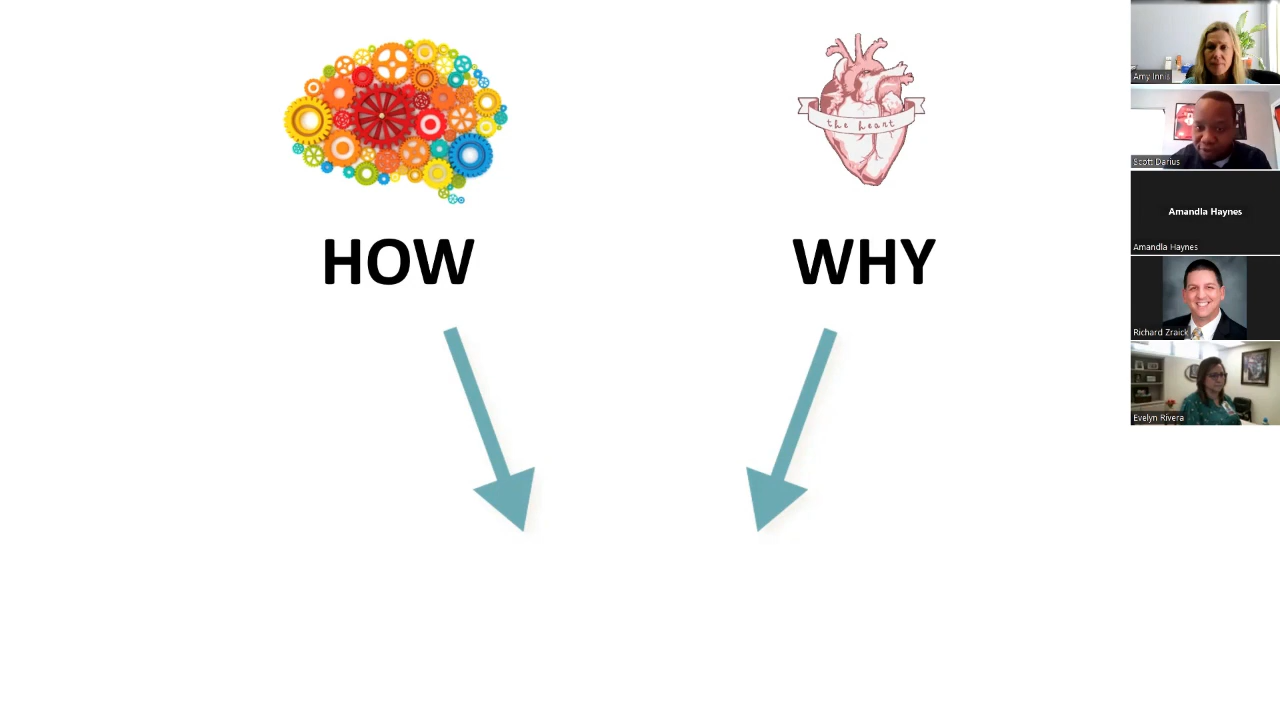 the heart
HOW
WHY
Amy Innis
Scott Darius
Amandla Haynes
Amandla Haynes
Richard Zraick
Evelyn Rivera